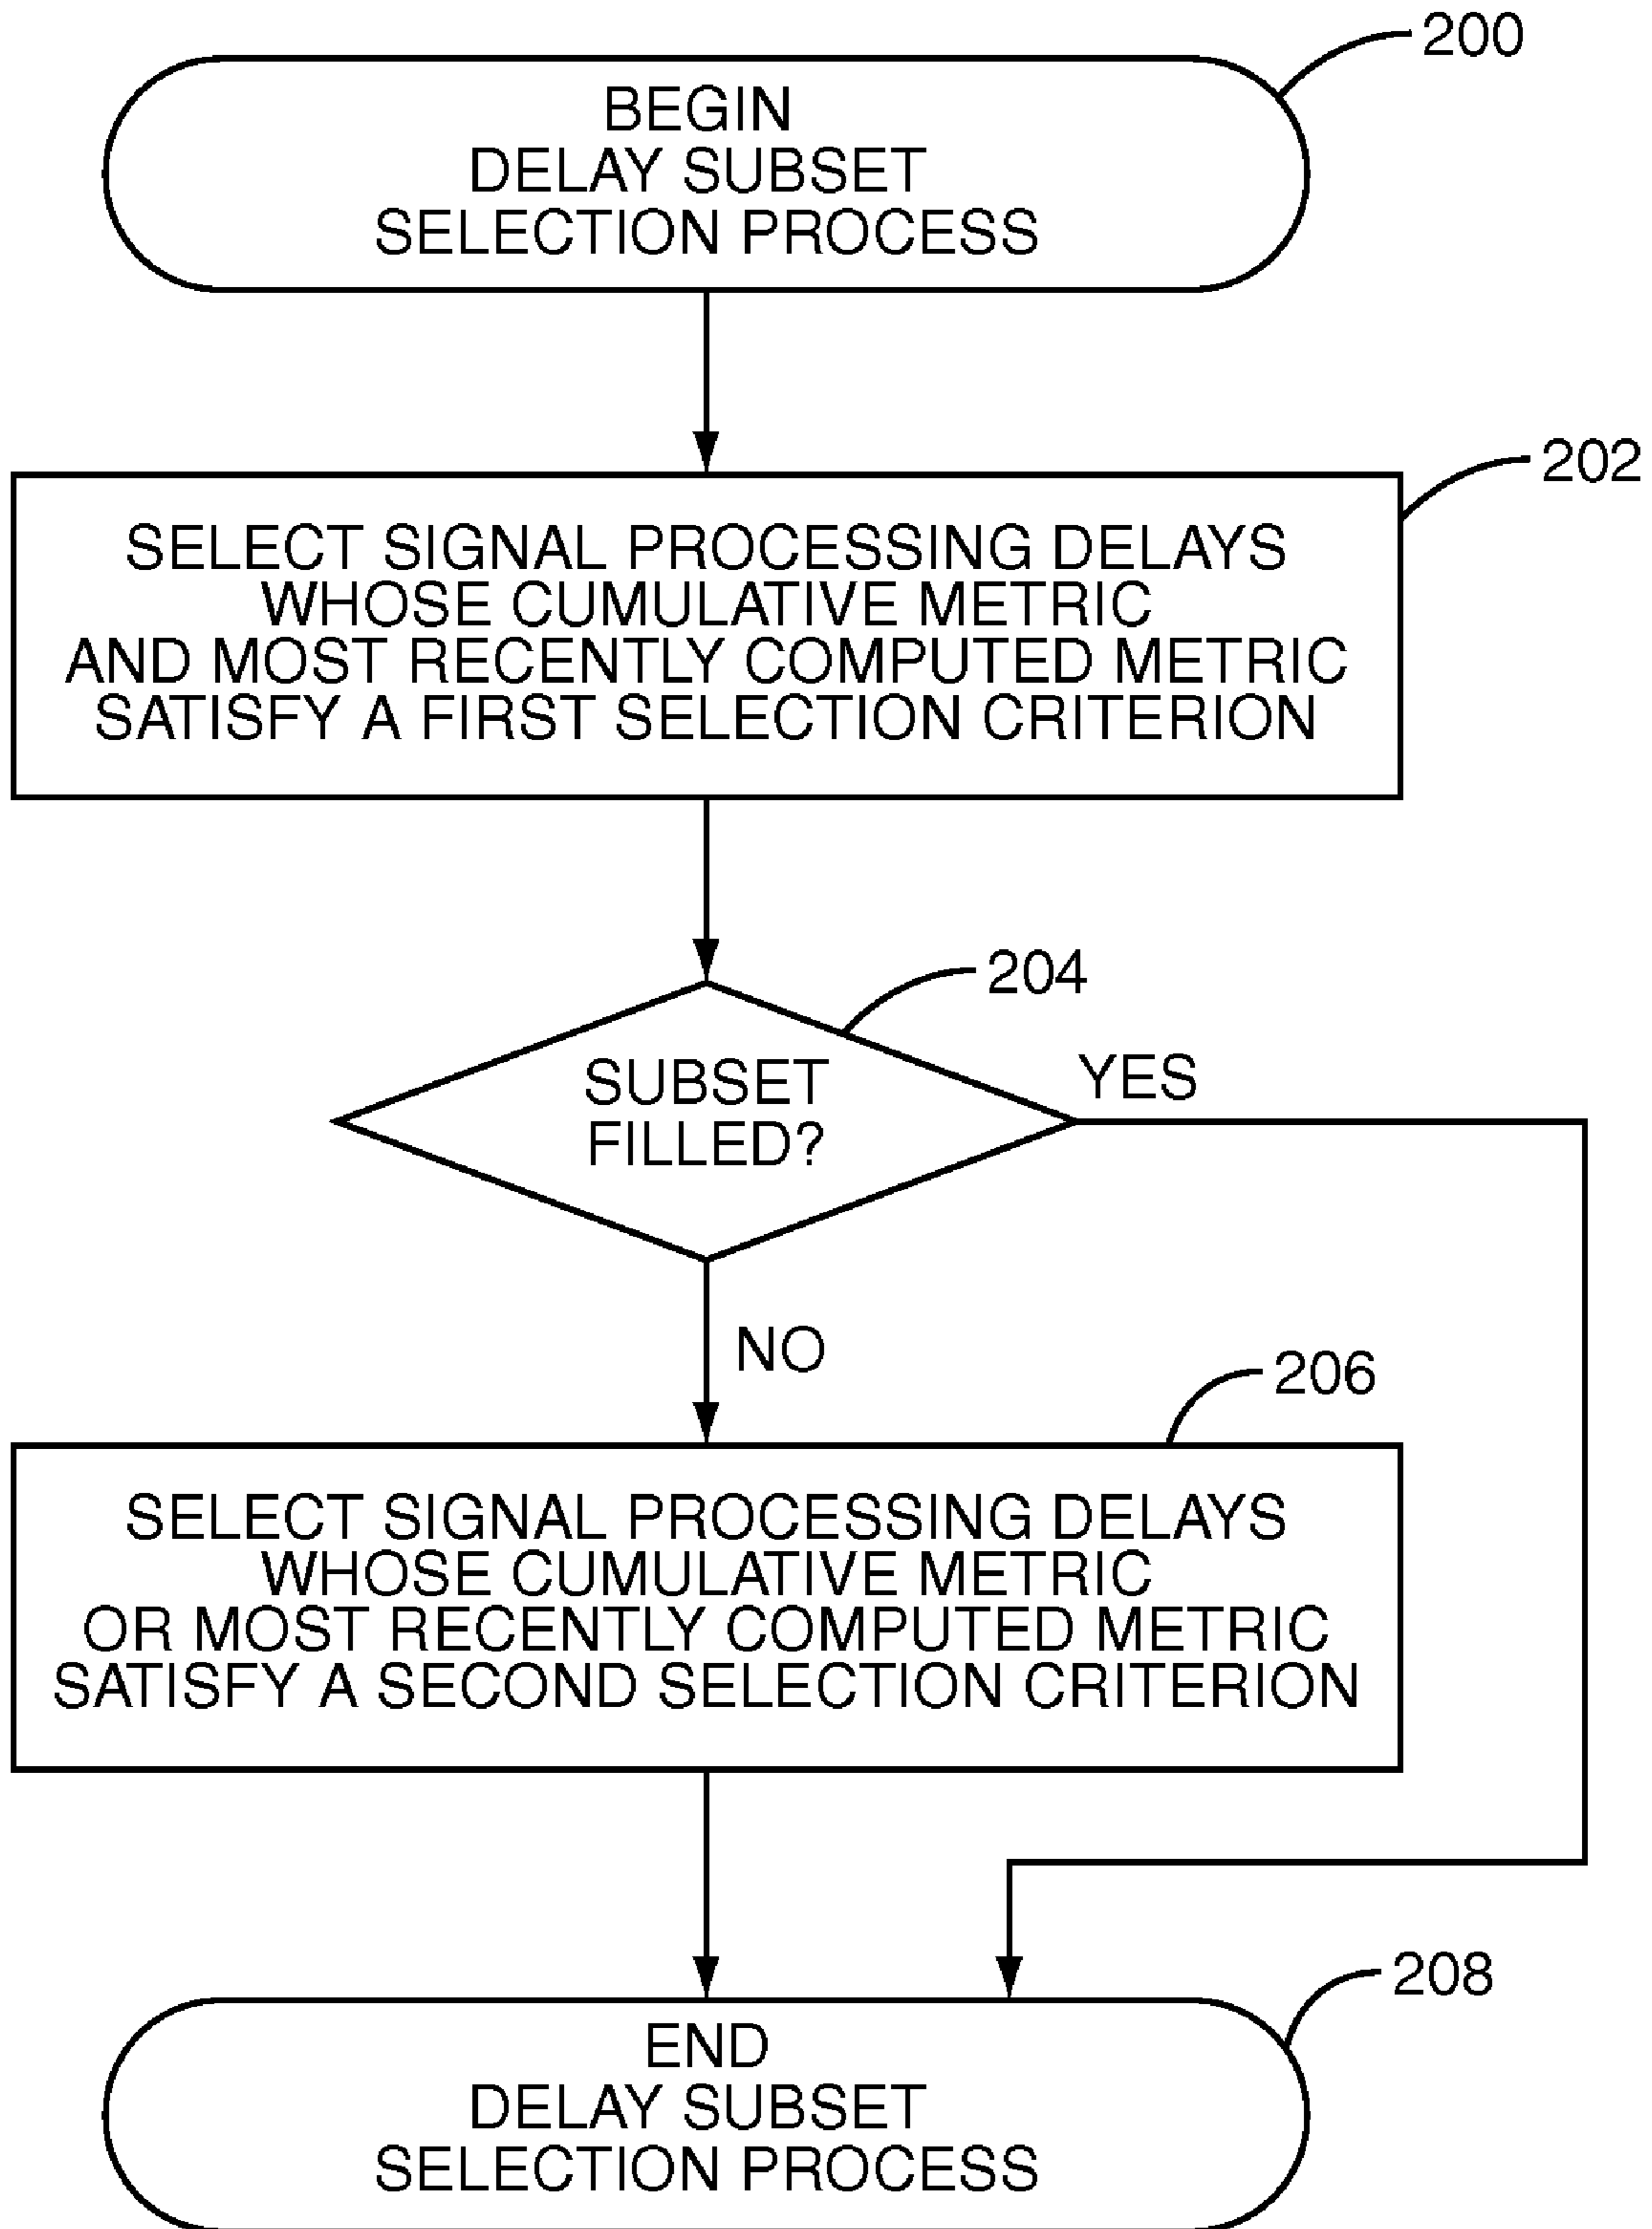 200
BEGIN
DELAY SUBSET
SELECTION PROCESS
202
SELECT SIGNAL PROCESSING DELAYS
WHOSE CUMULATIVE METRIC
AND MOST RECENTLY COMPUTED METRIC
SATISFY A FIRST SELECTION CRITERION
204
SUBSET
FILLED?
YES
NO
206
SELECT SIGNAL PROCESSING DELAYS
WHOSE CUMULATIVE METRIC
OR MOST RECENTLY COMPUTED METRIC
SATISFY A SECOND SELECTION CRITERION
208
END
DELAY SUBSET
SELECTION PROCESS